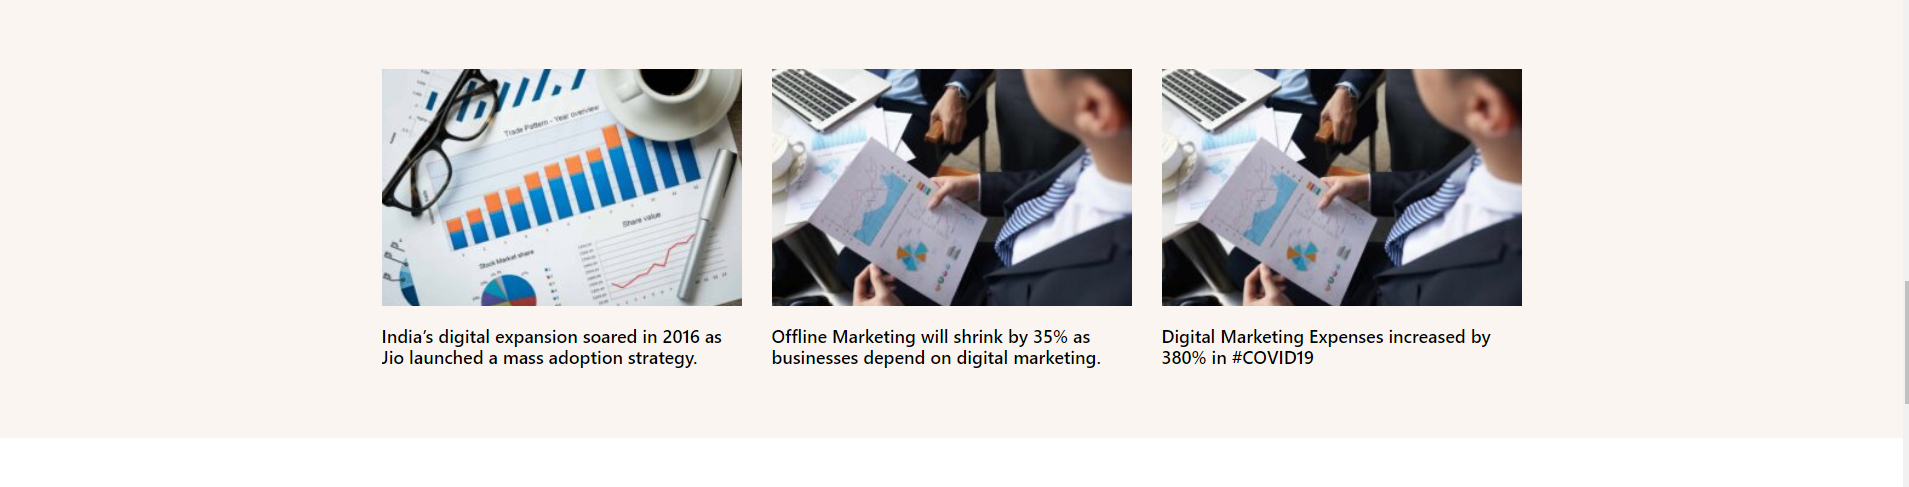 Trade Pattern - Year overview
Share value
Stock Market share
India's digital expansion soared in 2016 as
Jio launched a mass adoption strategy.
Offline Marketing will shrink by 35% as
businesses depend on digital marketing.
Digital Marketing Expenses increased by
380% in #COVID19